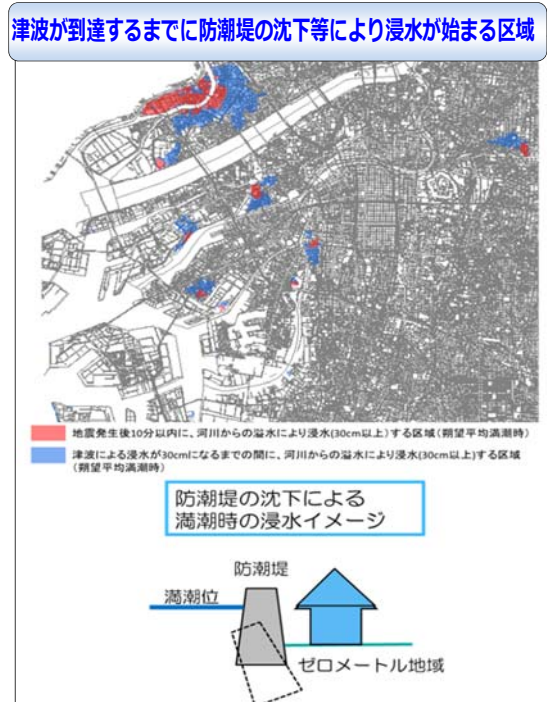 津波が到達するまでに防潮堤の沈下等により浸水が始まる区域
地震発生後10分以内に、河川からの溢水により浸水(30cm以上)する区域(朔望平均満潮時)
津波による浸水が30cmになるまでの間に、河川からの溢水により浸水(30cm以上)する区域
(朔望平均満潮時)
防潮堤の沈下による
満潮時の浸水イメージ
防潮堤
満潮位
ゼロメートル地域